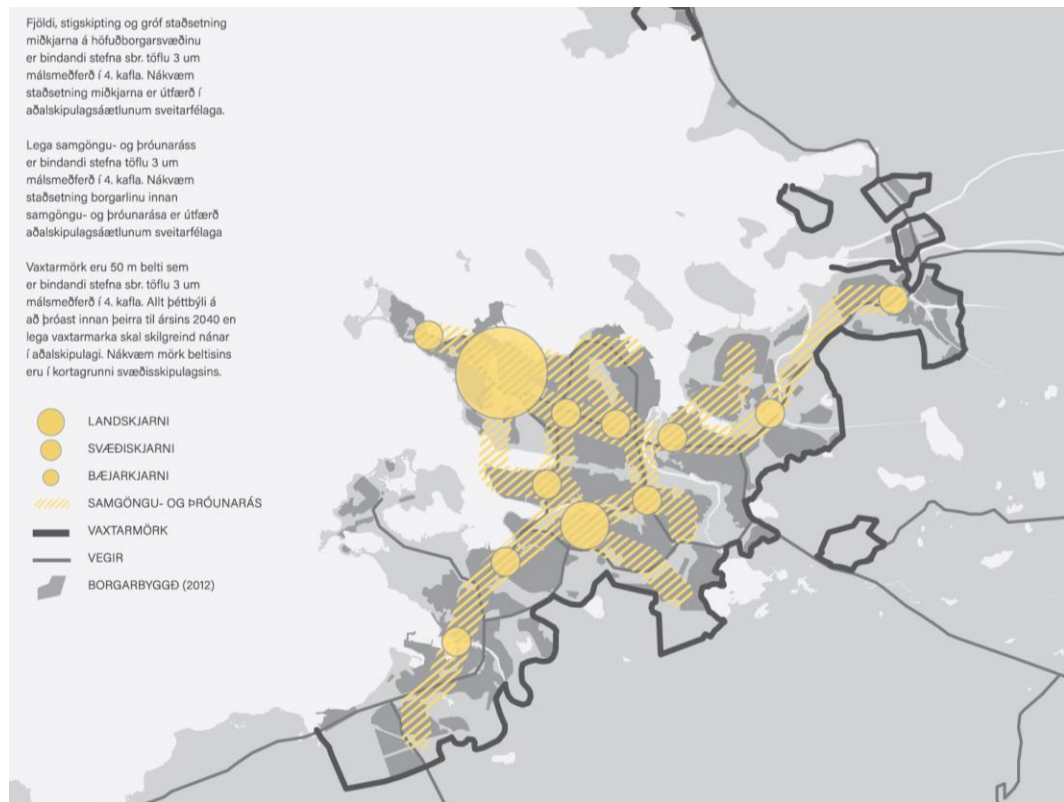 Fjöldi, stigskipting og gróf staðsetning
miðkjarna á höfuðborgarsvæðinu
er bindandi stefna sbr. töflu 3 um
málsmeðferð í 4. kafla. Nákvæm
staðsetning miðkjarna er útfærð í
aðalskipulagsáætlunum sveitarfélaga.
Lega samgöngu- og þróunaráss
er bindandi stefna töflu 3 um
málsmeðferð í 4. kafla. Nákvæm
staðsetning borgarlinu innan
samgöngu- og þróunarása er útfærð
aðalskipulagsáætlunum sveitarfélaga
Vaxtarmörk eru 50 m belti sem
er bindandi stefna sbr. töflu 3 um
málsmeðferð í 4. kafla. Allt þéttbýli á
að þróast innan þeirra til ársins 2040 en
lega vaxtarmarka skal skilgreind nánar
í aðalskipulagi. Nákvæm mörk beltisins
eru í kortagrunni svæðisskipulagsins.
LANDSKJARNI
SVÆÐISKJARNI
BÆJARKJARNI
SAMGÖNGU- OG ÞRÓUNARÁS
VAXTARMÖRK
VEGIR
BORGARBYGGÐ (2012)